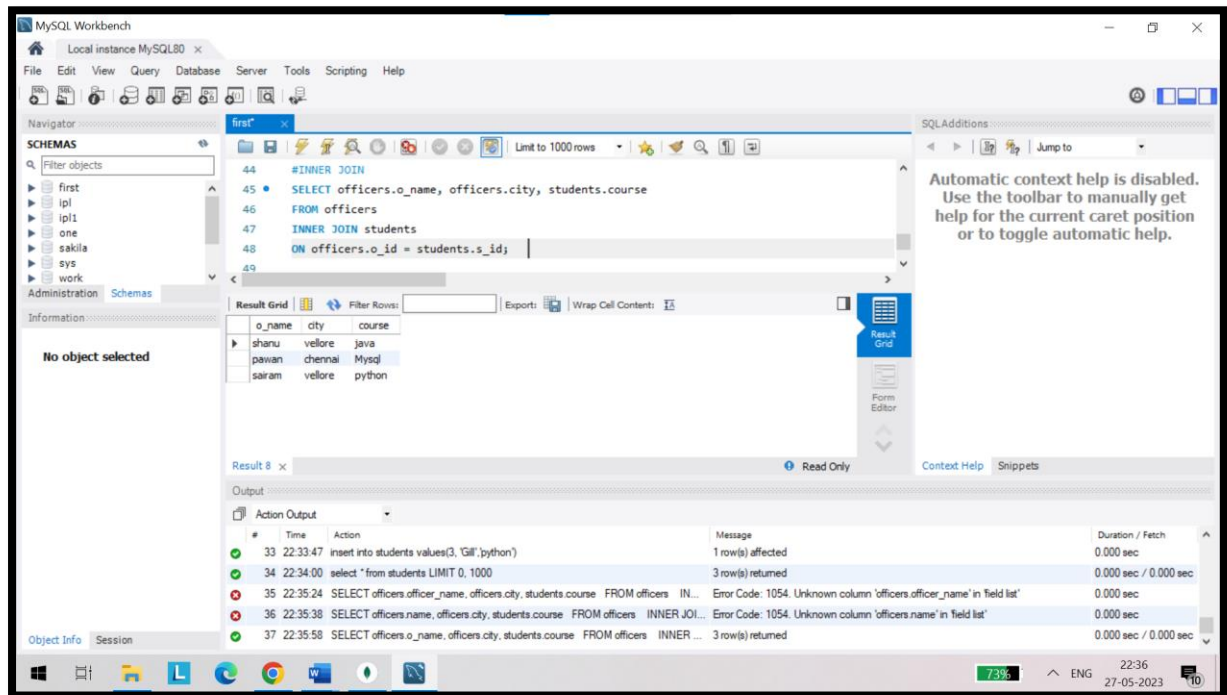 MySQL Workbench
Local instance MySQL80 ×
File Edit View Query Database Server Tools Scripting Help
Navigator
SCHEMAS
Filter objects
first
ipl
ipl1
one
sakila
sys
work
Administration Schemas
Information
No object selected
Object Info Session
first* ×
Limit to 1000 rows
44 #INNER JOIN
45 SELECT officers.o_name, officers.city, students.course
46 FROM officers
47 INNER JOIN students
48 ON officers.o_id = students.s_id;
49
Result Grid Filter Rows: Export: Wrap Cell Content:
o_name city course
shanu vellore java
pawan chennai Mysql
sairam vellore python
Result Grid
Form Editor
Result 8 × Read Only
SQLAdditions
Jump to
Automatic context help is disabled.
Use the toolbar to manually get
help for the current caret position
or to toggle automatic help.
Context Help Snippets
Output
Action Output
# Time Action Message Duration / Fetch
33 22:33:47 insert into students values(3, 'Gill','python') 1 row(s) affected 0.000 sec
34 22:34:00 select * from students LIMIT 0, 1000 3 row(s) returned 0.000 sec / 0.000 sec
35 22:35:24 SELECT officers.officer_name, officers.city, students.course FROM officers IN... Error Code: 1054. Unknown column 'officers.officer_name' in 'field list' 0.000 sec
36 22:35:38 SELECT officers.name, officers.city, students.course FROM officers INNER JOI... Error Code: 1054. Unknown column 'officers.name' in 'field list' 0.000 sec
37 22:35:58 SELECT officers.o_name, officers.city, students.course FROM officers INNER ... 3 row(s) returned 0.000 sec / 0.000 sec
73% ENG 22:36
27-05-2023
10